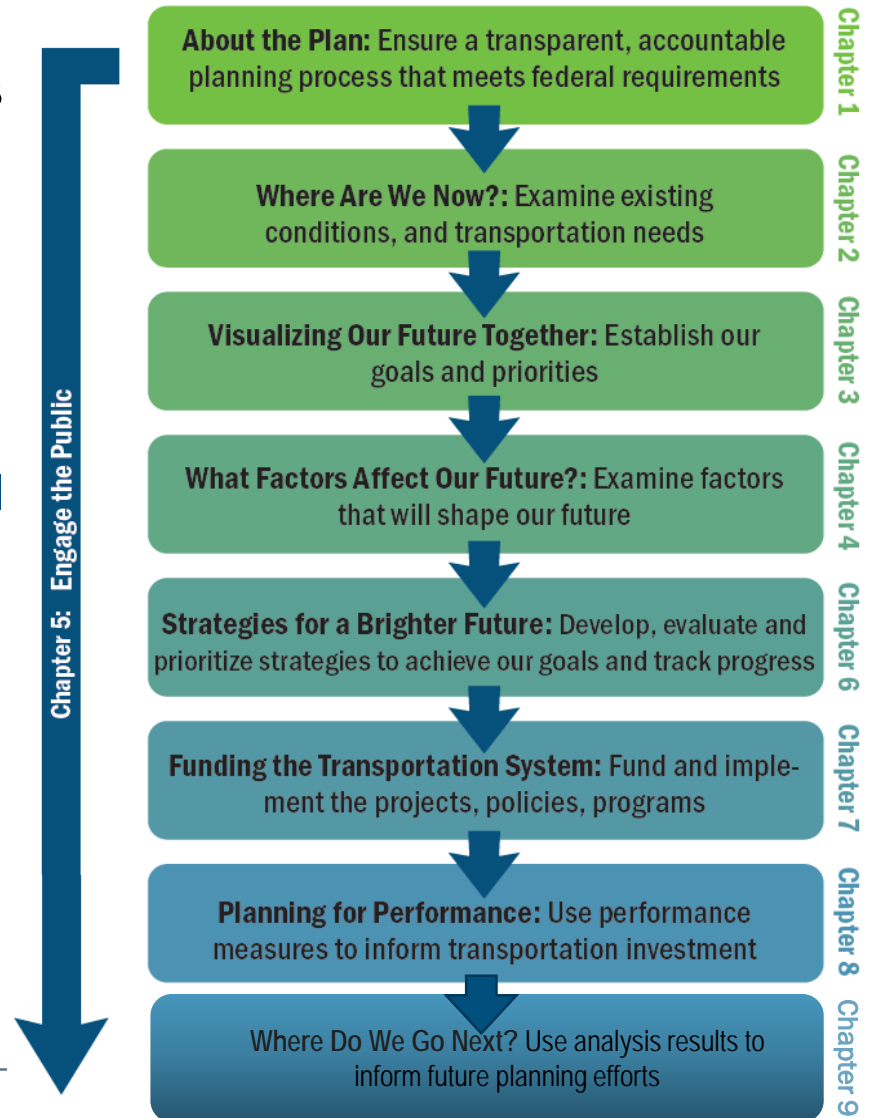 About the Plan: Ensure a transparent, accountable
planning process that meets federal requirements
Chapter 1
Where Are We Now?: Examine existing
conditions, and transportation needs
Chapter 2
Visualizing Our Future Together: Establish our
goals and priorities
Chapter 3
What Factors Affect Our Future?: Examine factors
that will shape our future
Chapter 4
Chapter 5: Engage the Public
Strategies for a Brighter Future: Develop, evaluate and
prioritize strategies to achieve our goals and track progress
Chapter 6
Funding the Transportation System: Fund and imple-
ment the projects, policies, programs
Chapter 7
Planning for Performance: Use performance
measures to inform transportation investment
Chapter 8
Where Do We Go Next? Use analysis results to
inform future planning efforts
Chapter 9